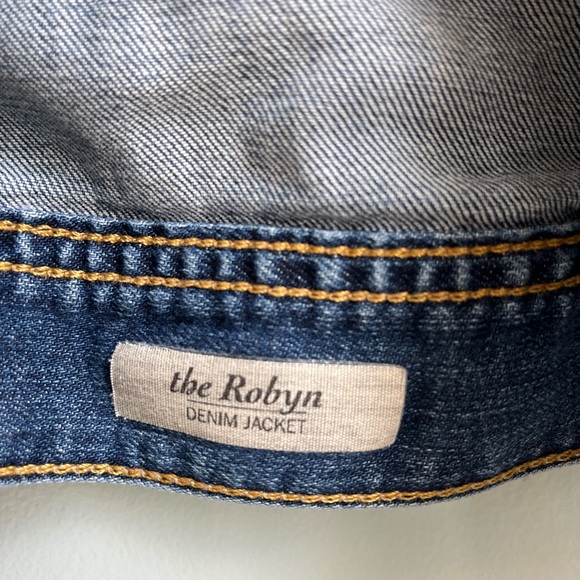 the Robyn
DENIM JACKET